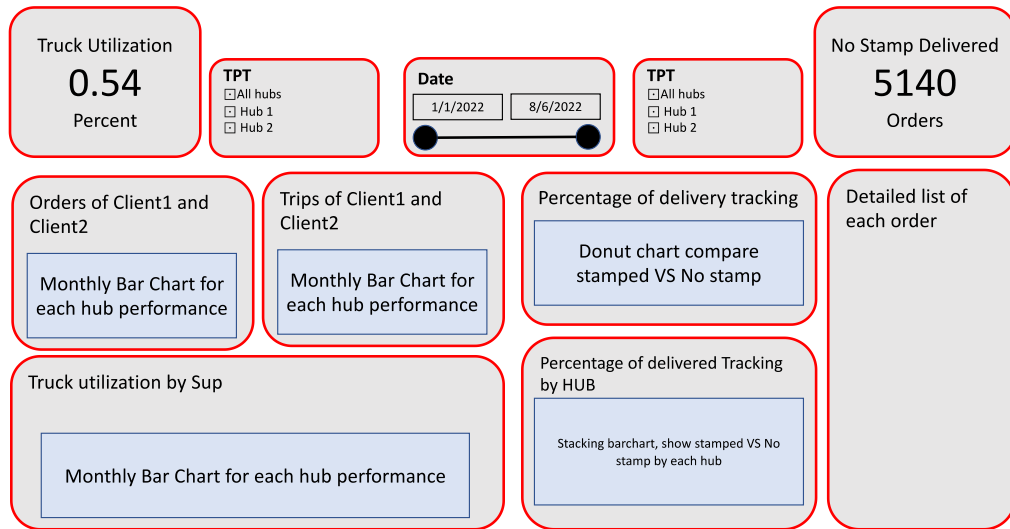 Truck Utilization
0.54
Percent
TPT
All hubs
Hub 1
Hub 2
Date
1/1/2022
8/6/2022
TPT
All hubs
Hub 1
Hub 2
No Stamp Delivered
5140
Orders
Orders of Client1 and
Client2
Monthly Bar Chart for
each hub performance
Trips of Client1 and
Client2
Monthly Bar Chart for
each hub performance
Percentage of delivery tracking
Donut chart compare
stamped VS No stamp
Detailed list of
each order
Truck utilization by Sup
Monthly Bar Chart for each hub performance
Percentage of delivered Tracking
by HUB
Stacking barchart, show stamped VS No
stamp by each hub